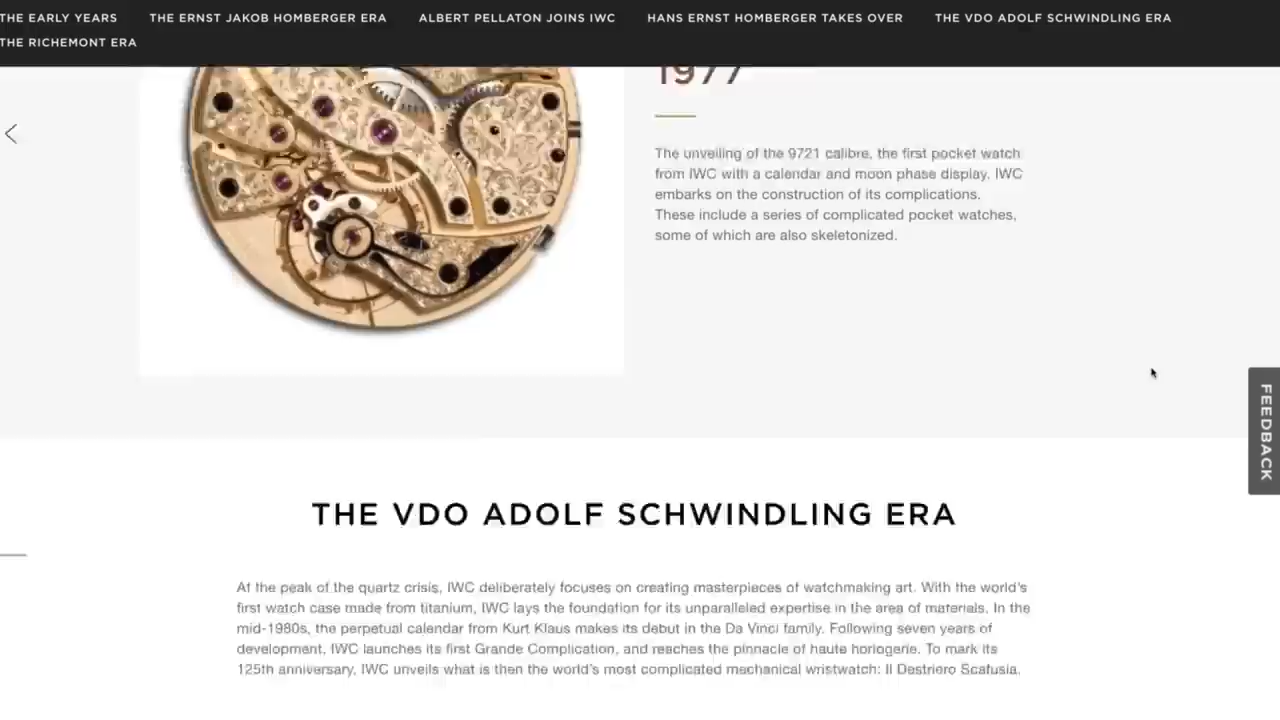 THE EARLY YEARS THE ERNST JAKOB HOMBERGER ERA ALBERT PELLATON JOINS IWC HANS ERNST HOMBERGER TAKES OVER THE VDO ADOLF SCHWINDLING ERA
THE RICHEMONT ERA
1977
The unveiling of the 9721 calibre, the first pocket watch
from IWC with a calendar and moon phase display. IWC
embarks on the construction of its complications.
These include a series of complicated pocket watches,
some of which are also skeletonized.
FEEDBACK
THE VDO ADOLF SCHWINDLING ERA
At the peak of the quartz crisis, IWC deliberately focuses on creating masterpieces of watchmaking art. With the world's
first watch case made from titanium, IWC lays the foundation for its unparalleled expertise in the area of materials. In the
mid-1980s, the perpetual calendar from Kurt Klaus makes its debut in the Da Vinci family. Following seven years of
development, IWC launches its first Grande Complication, and reaches the pinnacle of haute horlogerie. To mark its
125th anniversary, IWC unveils what is then the world's most complicated mechanical wristwatch: Il Destriero Scafusia.